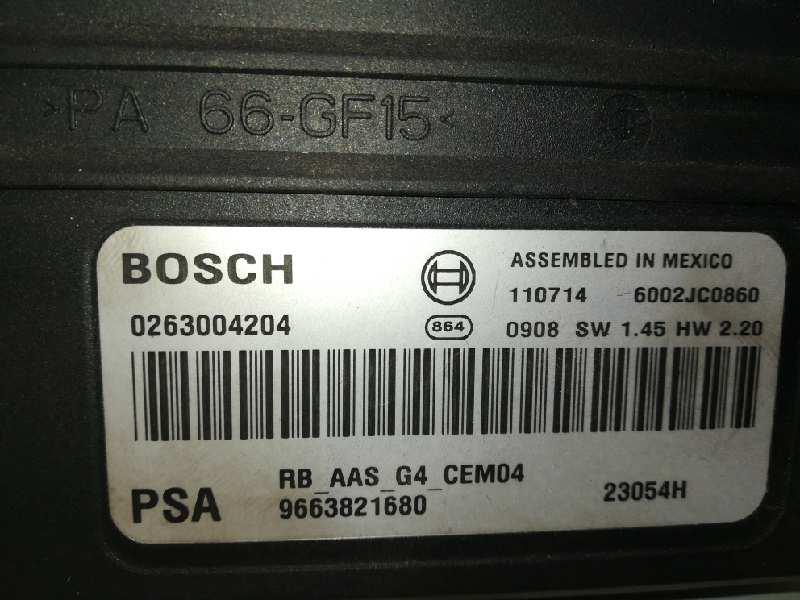 >PA 66-GF15<
BOSCH
ASSEMBLED IN MEXICO
110714 6002JC0860
0263004204
864
0908 SW 1.45 HW 2.20
RB_AAS_G4_CEM04
PSA
9663821680
23054H